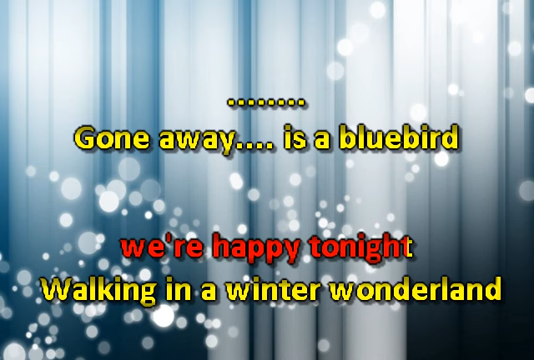 ........
Gone away.... is a bluebird
we're happy tonight
Walking in a winter wonderland